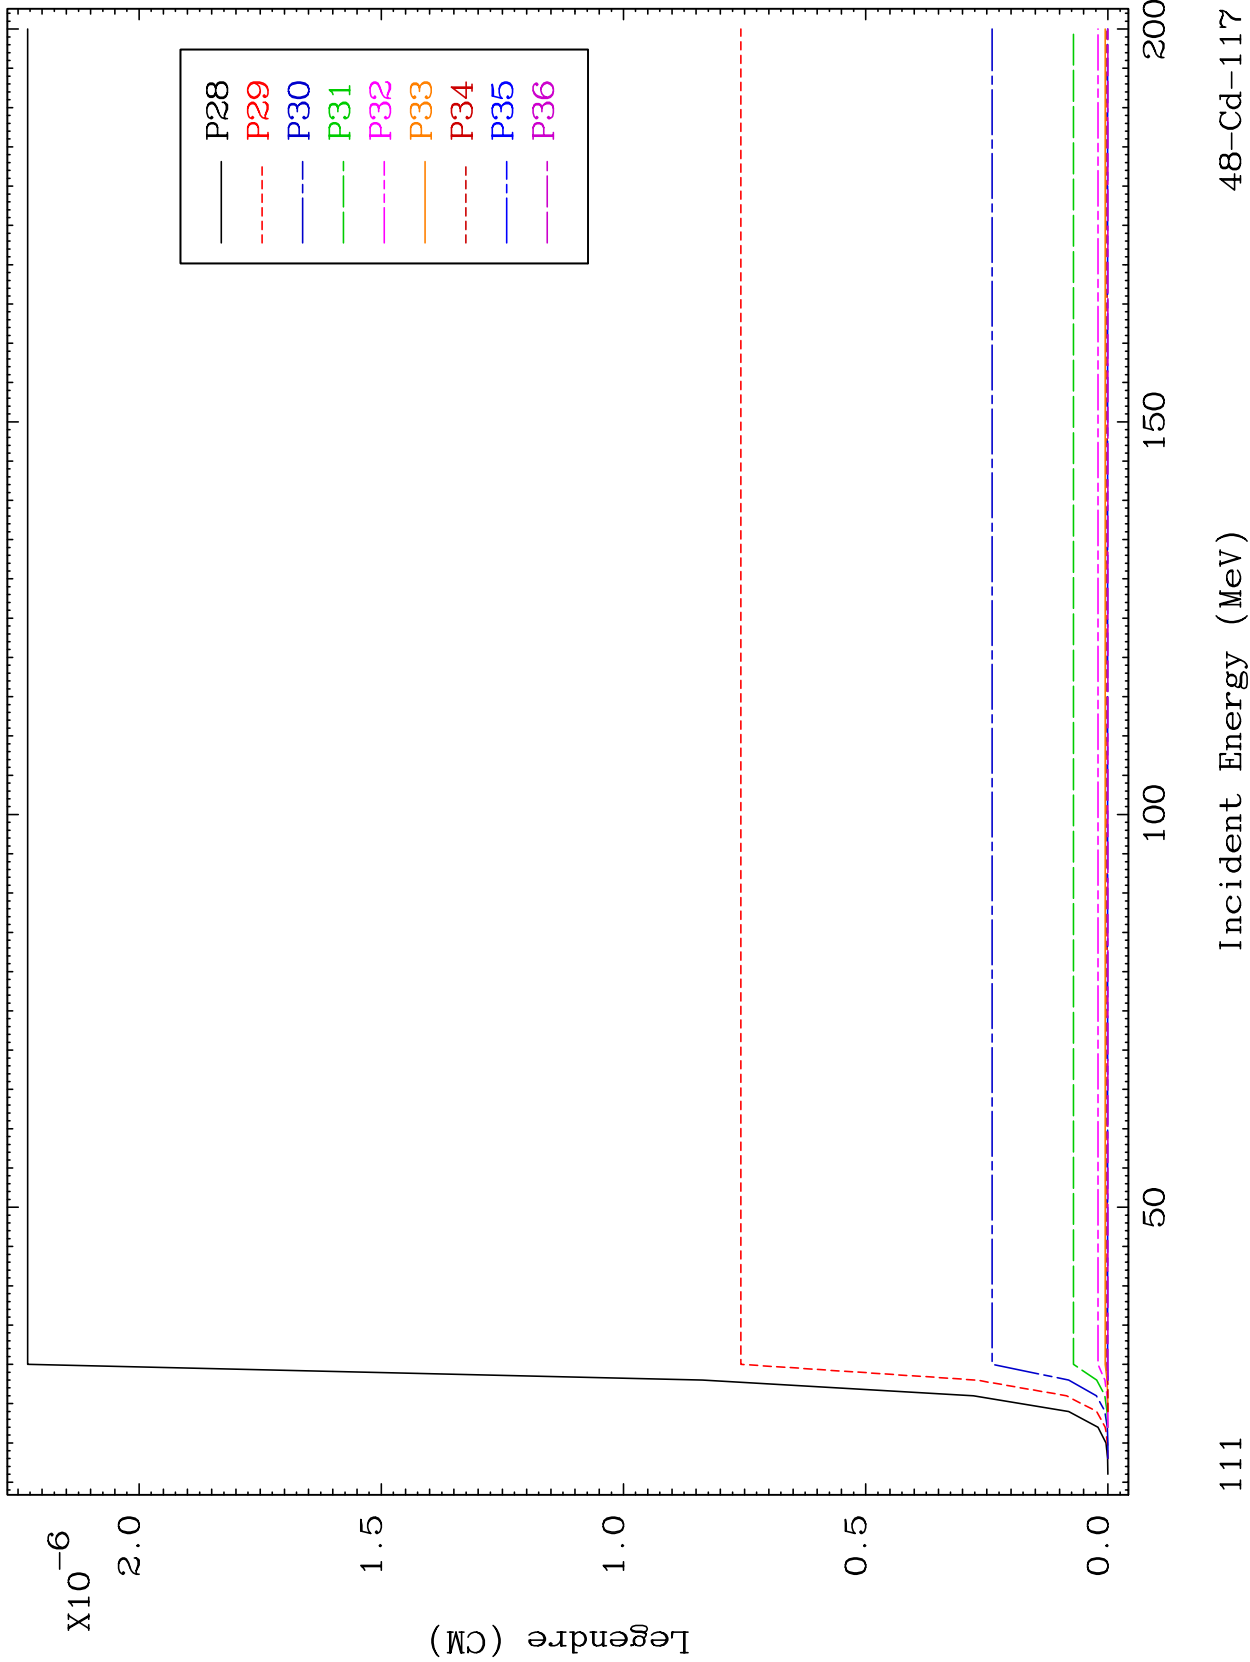 X10-6
2.0
1.5
1.0
0.5
0.0
Legendre (CM)
P28
P29
P30
P31
P32
P33
P34
P35
P36
50
100
150
200
Incident Energy (MeV)
111
48-Cd-117